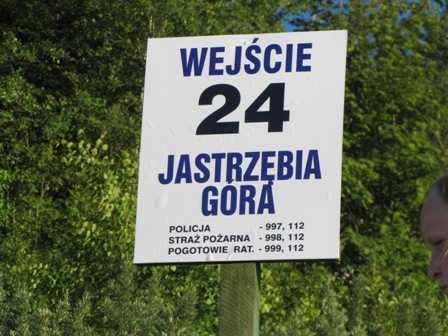 WEJŚCIE
24
JASTRZĘBIA
GÓRA
POLICJA - 997, 112
STRAŻ POŻARNA - 998, 112
POGOTOWIE RAT. - 999, 112